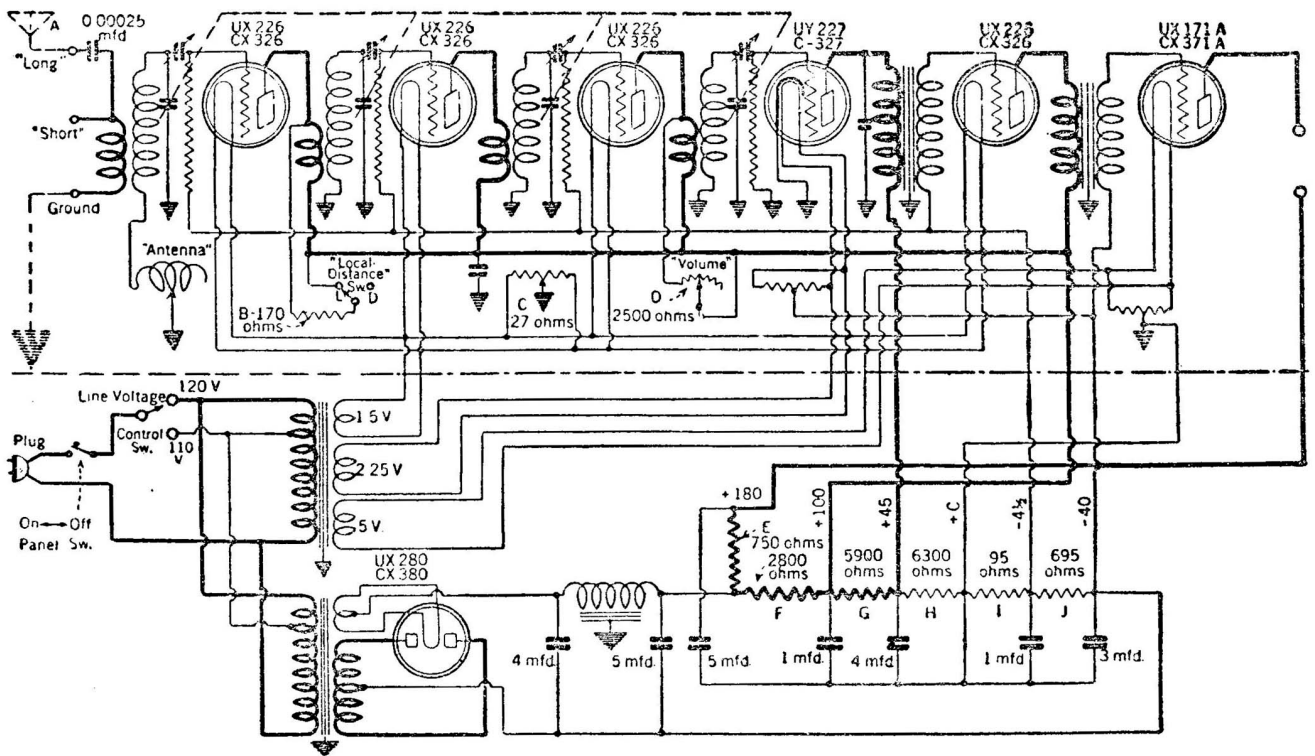 A
0.00025
mfd
"Long"
UX 226
CX 326
UX 226
CX 326
UX 226
CX 326
UY 227
C-327
UX 226
CX 326
UX 171 A
CX 371 A
"Short"
Ground
"Antenna"
"Local-
Distance"
Sw.
L
D
B-170
ohms
C
27 ohms
"Volume"
D
2500 ohms
Line Voltage
120 V
Control
Sw.
110
V
Plug
On Off
Panel Sw.
1 5 V
2 25 V
5 V.
UX 280
CX 380
+180
+100
+45
+C
-4½
-40
E
750 ohms
2800
ohms
5900
ohms
6300
ohms
95
ohms
695
ohms
F
G
H
I
J
4 mfd.
5 mfd.
5 mfd.
1 mfd.
4 mfd.
1 mfd
3 mfd.